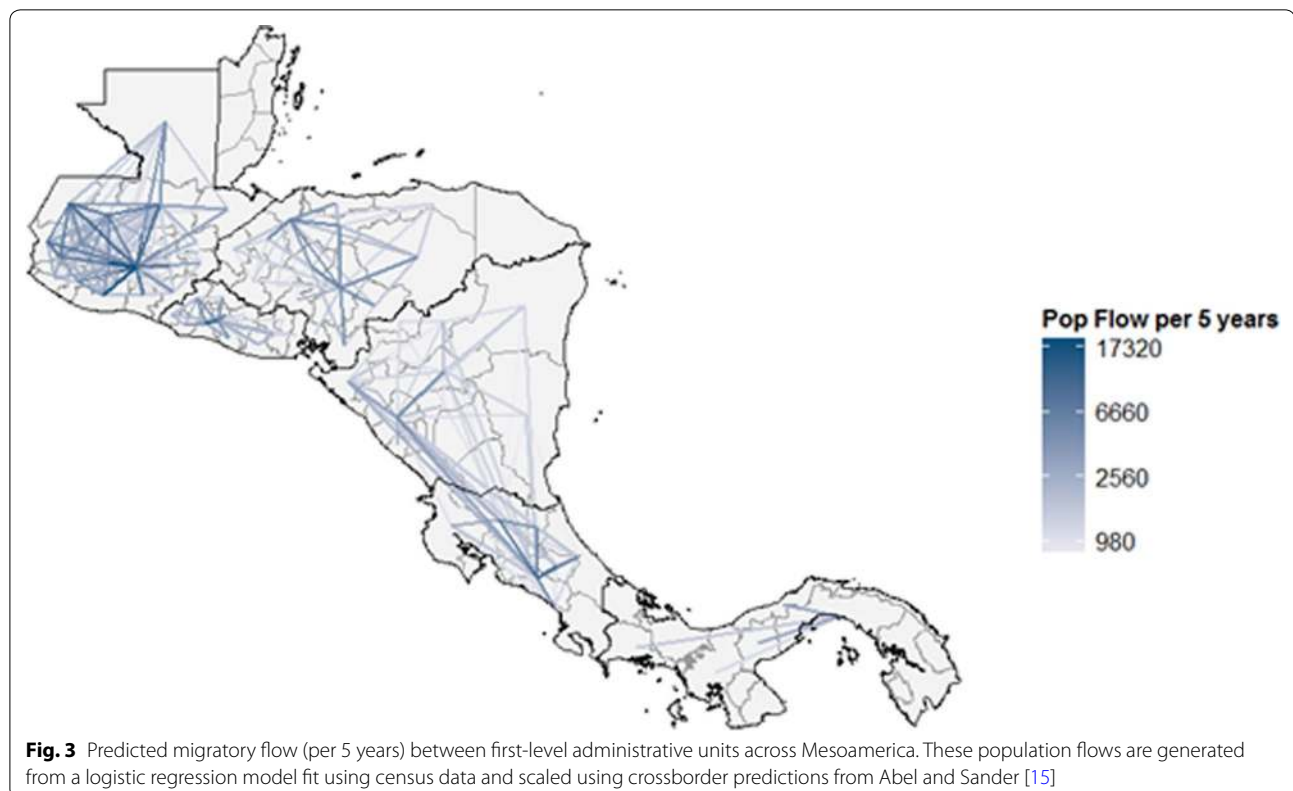 Pop Flow per 5 years
17320
6660
2560
980
Fig. 3 Predicted migratory flow (per 5 years) between first-level administrative units across Mesoamerica. These population flows are generated
from a logistic regression model fit using census data and scaled using crossborder predictions from Abel and Sander [15]